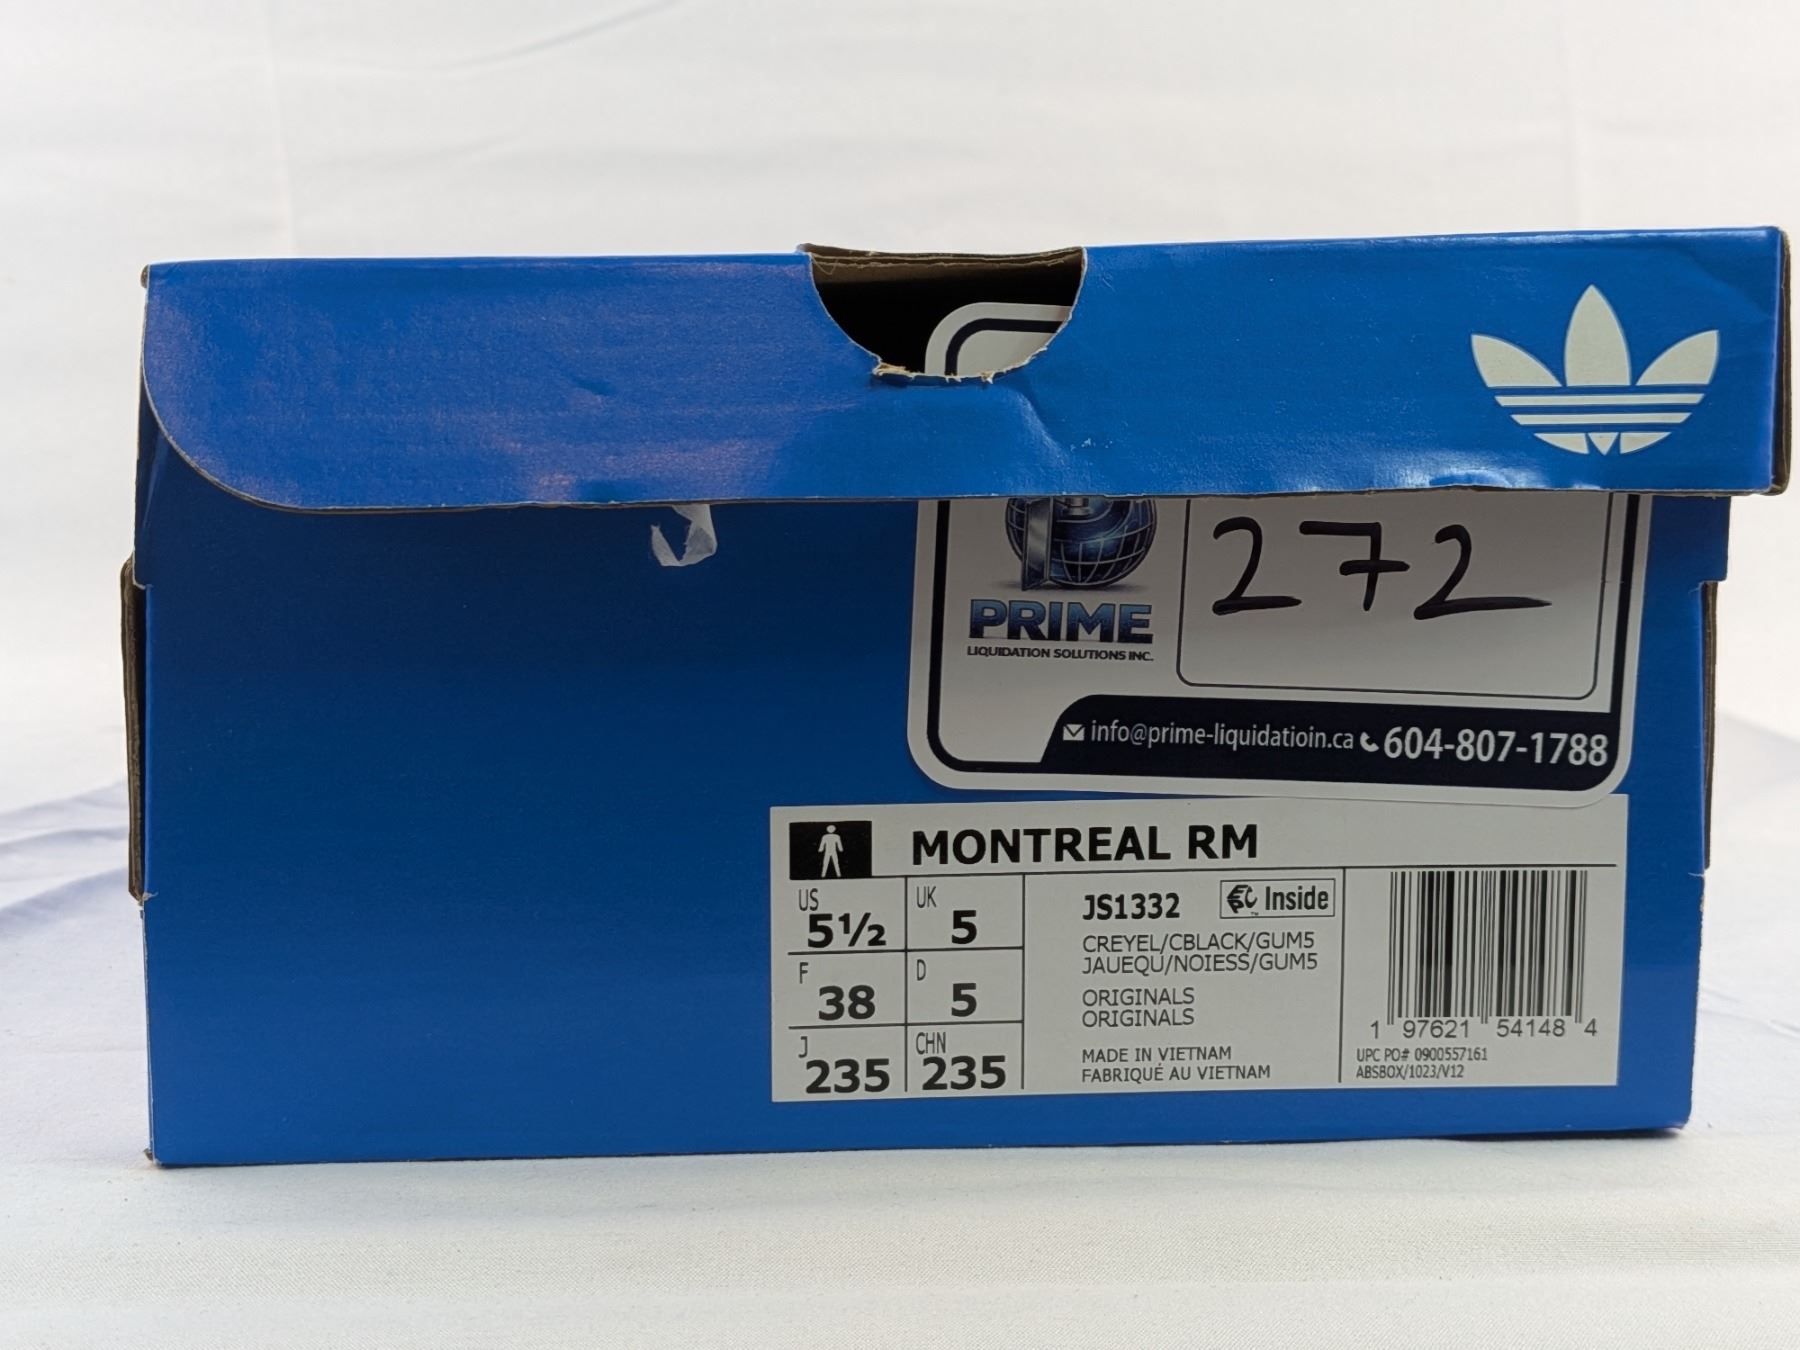 272
PRIME
LIQUIDATION SOLUTIONS INC.
info@prime-liquidatioin.ca 604-807-1788
MONTREAL RM
US 5½
UK 5
F 38
D 5
J 235
CHN 235
JS1332
Inside
CREYEL/CBLACK/GUM5
JAUEQU/NOIESS/GUM5
ORIGINALS
ORIGINALS
MADE IN VIETNAM
FABRIQUÉ AU VIETNAM
1 97621 54148 4
UPC PO# 0900557161
ABSBOX/1023/V12